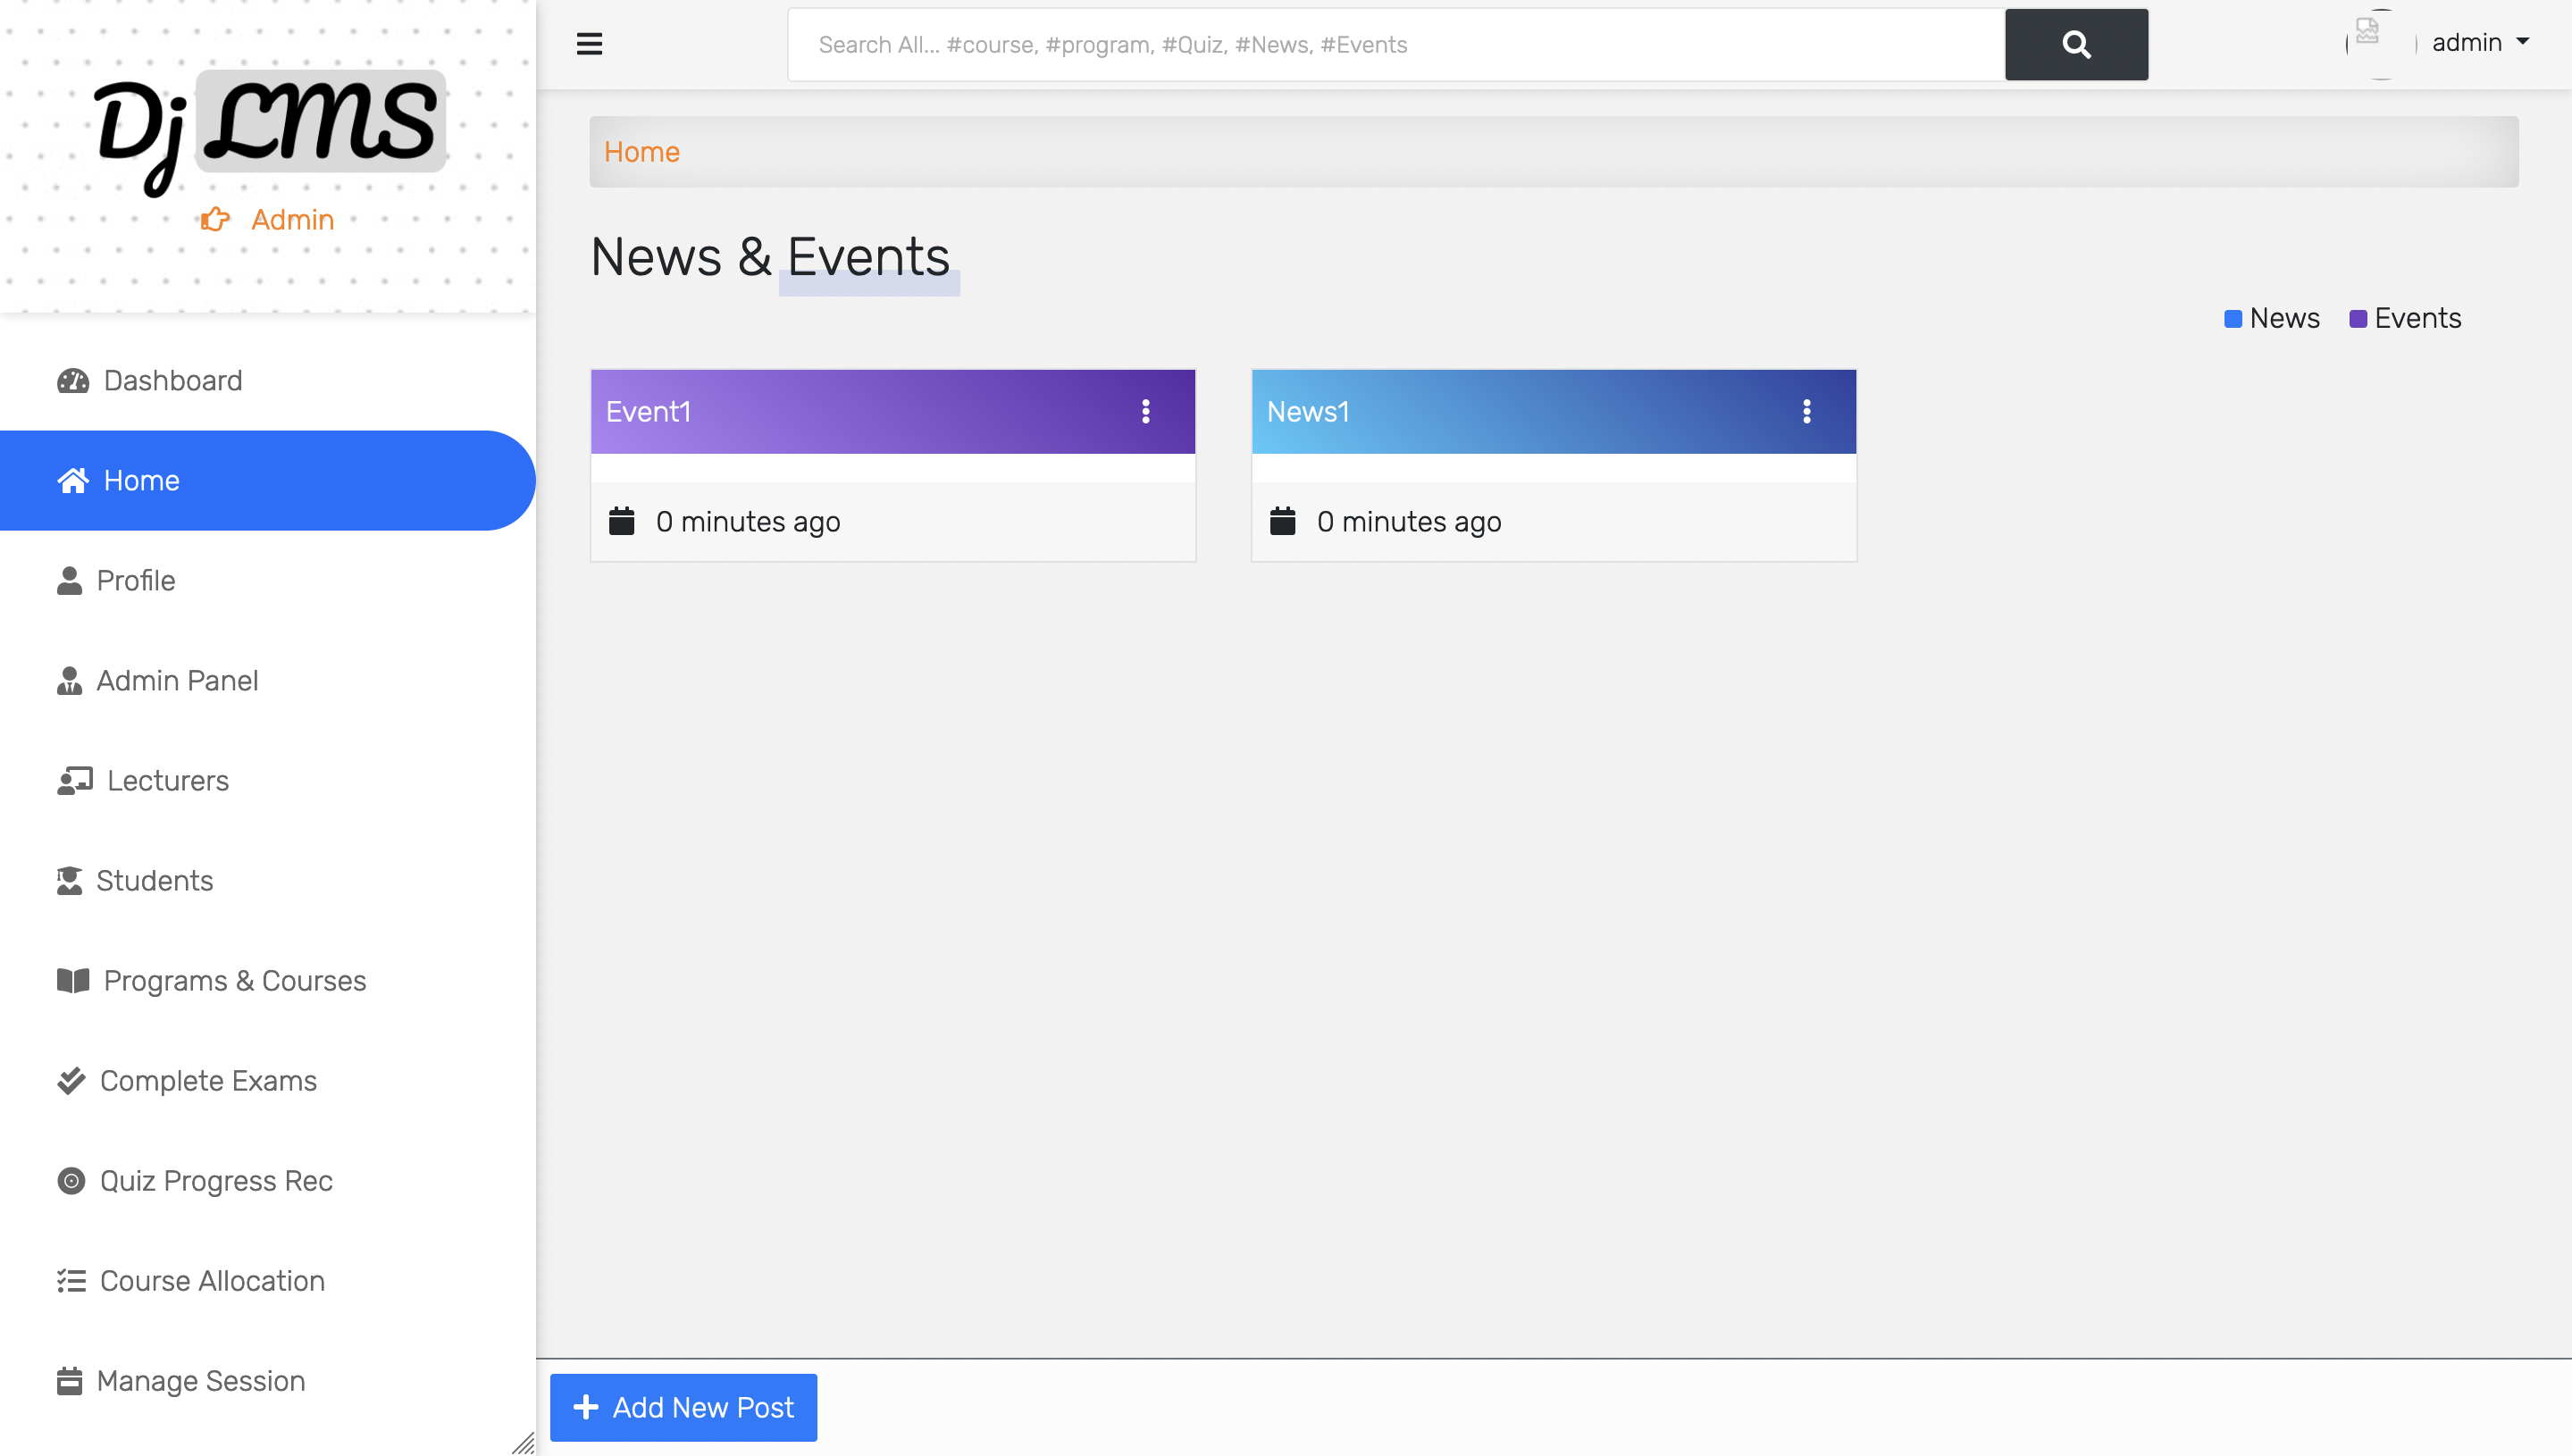 Dj LMS
Admin
Dashboard
Home
Profile
Admin Panel
Lecturers
Students
Programs & Courses
Complete Exams
Quiz Progress Rec
Course Allocation
Manage Session
Search All... #course, #program, #Quiz, #News, #Events
admin
Home
News & Events
News Events
Event1
0 minutes ago
News1
0 minutes ago
Add New Post